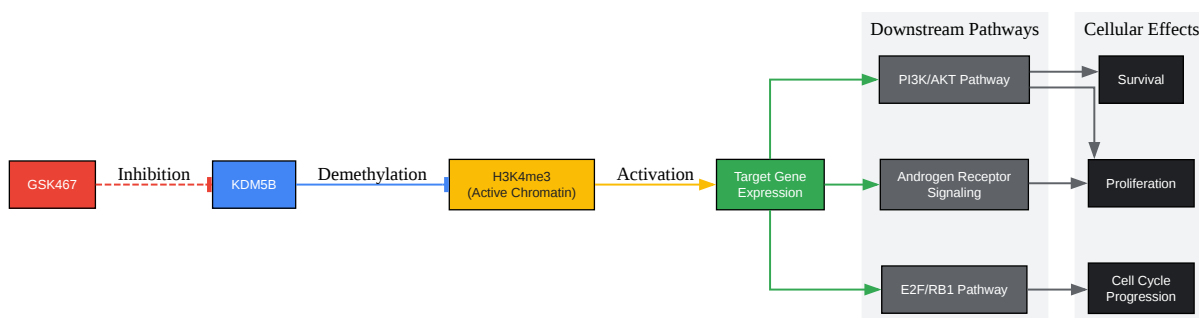 Downstream Pathways
Cellular Effects
PI3K/AKT Pathway
Survival
GSK467
Inhibition
KDM5B
Demethylation
H3K4me3
(Active Chromatin)
Activation
Target Gene
Expression
Androgen Receptor
Signaling
Proliferation
E2F/RB1 Pathway
Cell Cycle
Progression